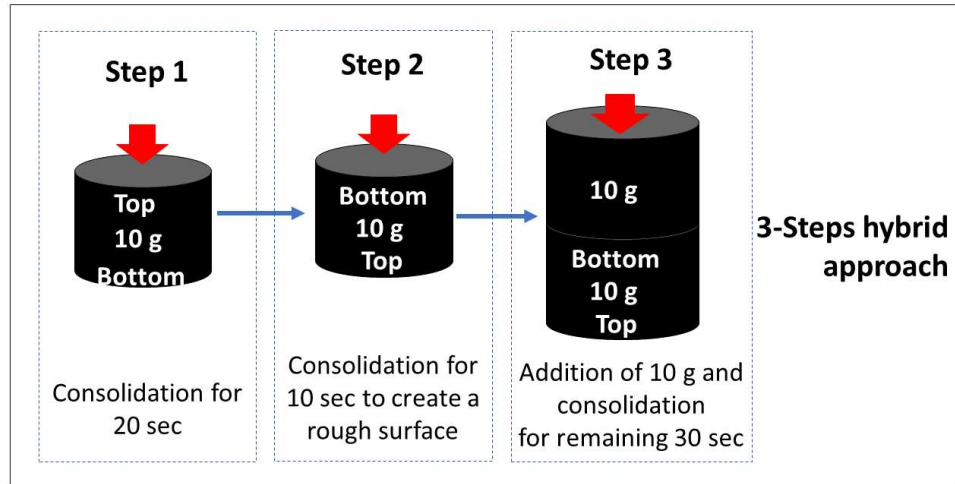 Step 1
Top
10 g
Bottom
Consolidation for
20 sec
Step 2
Bottom
10 g
Top
Consolidation for
10 sec to create a
rough surface
Step 3
10 g
Bottom
10 g
Top
Addition of 10 g and
consolidation
for remaining 30 sec
3-Steps hybrid
approach